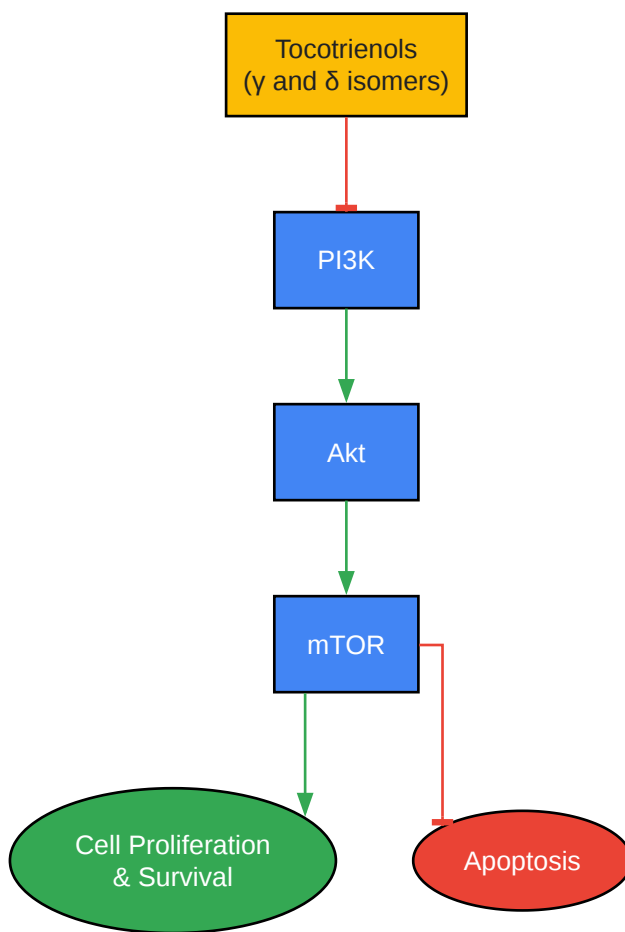 Tocotrienols
(γ and δ isomers)
PI3K
Akt
mTOR
Cell Proliferation
& Survival
Apoptosis